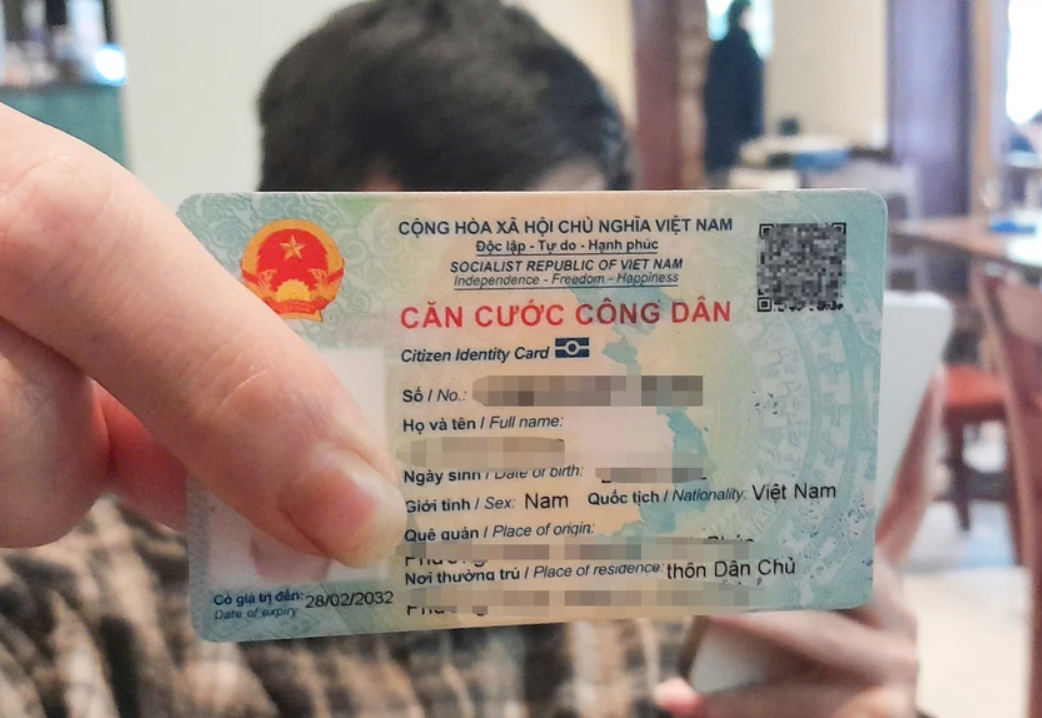 CỘNG HÒA XÃ HỘI CHỦ NGHĨA VIỆT NAM
Độc lập - Tự do - Hạnh phúc
SOCIALIST REPUBLIC OF VIET NAM
Independence - Freedom - Happiness
CĂN CƯỚC CÔNG DÂN
Citizen Identity Card
Số / No.:
Họ và tên / Full name:
Ngày sinh / Date of birth:
Giới tính / Sex: Nam Quốc tịch / Nationality: Việt Nam
Quê quán / Place of origin:
Nơi thường trú / Place of residence: thôn Dân Chủ
Có giá trị đến: 28/02/2032
Date of expiry